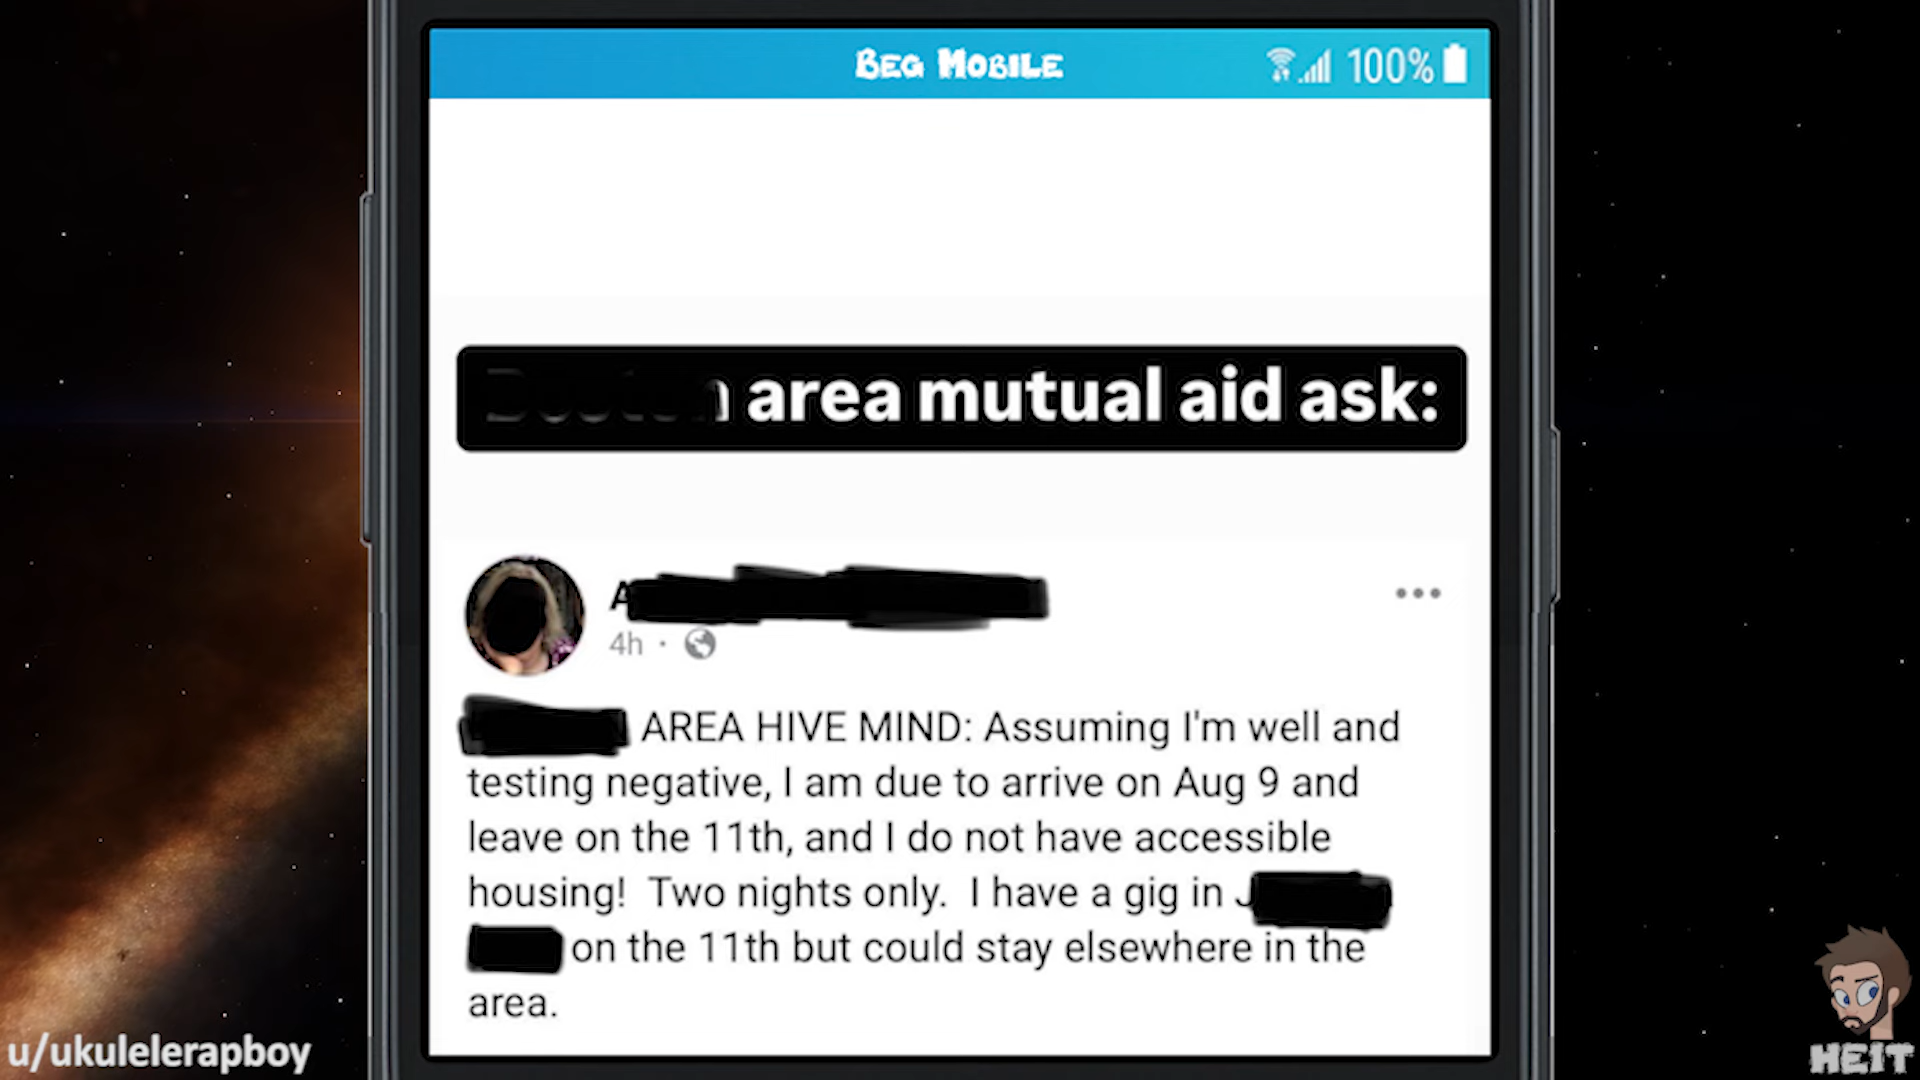 BEG MOBILE
100%
area mutual aid ask:
4h ·
AREA HIVE MIND: Assuming I'm well and
testing negative, I am due to arrive on Aug 9 and
leave on the 11th, and I do not have accessible
housing! Two nights only. I have a gig in J
on the 11th but could stay elsewhere in the
area.
u/ukulelerapboy
HEIT